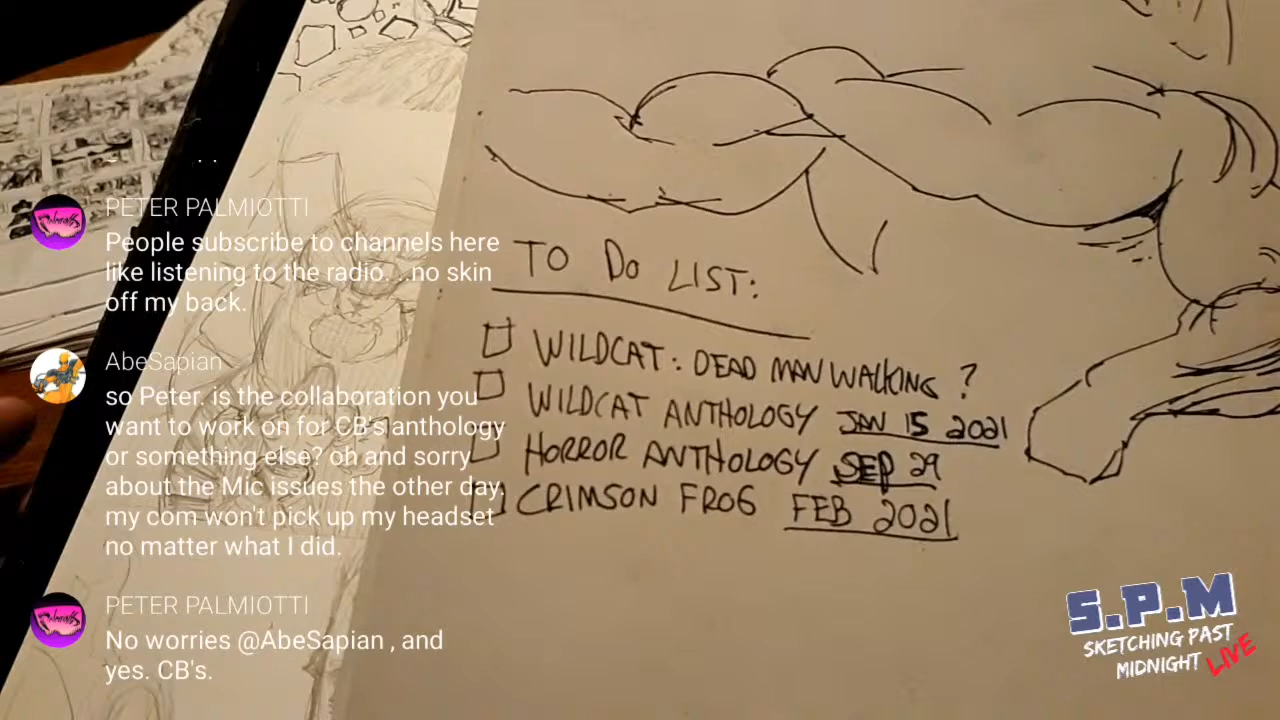 PETER PALMIOTTI
People subscribe to channels here
like listening to the radio. ..no skin
off my back.
AbeSapian
so Peter. is the collaboration you
want to work on for CB's anthology
or something else? oh and sorry
about the Mic issues the other day.
my com won't pick up my headset
no matter what I did.
PETER PALMIOTTI
No worries @AbeSapian , and
yes. CB's.
TO DO LIST:
WILDCAT: DEAD MAN WALKING ?
WILDCAT ANTHOLOGY JAN 15 2021
HORROR ANTHOLOGY SEP 29
CRIMSON FROG FEB 2021
S.P.M
SKETCHING PAST
MIDNIGHT LIVE